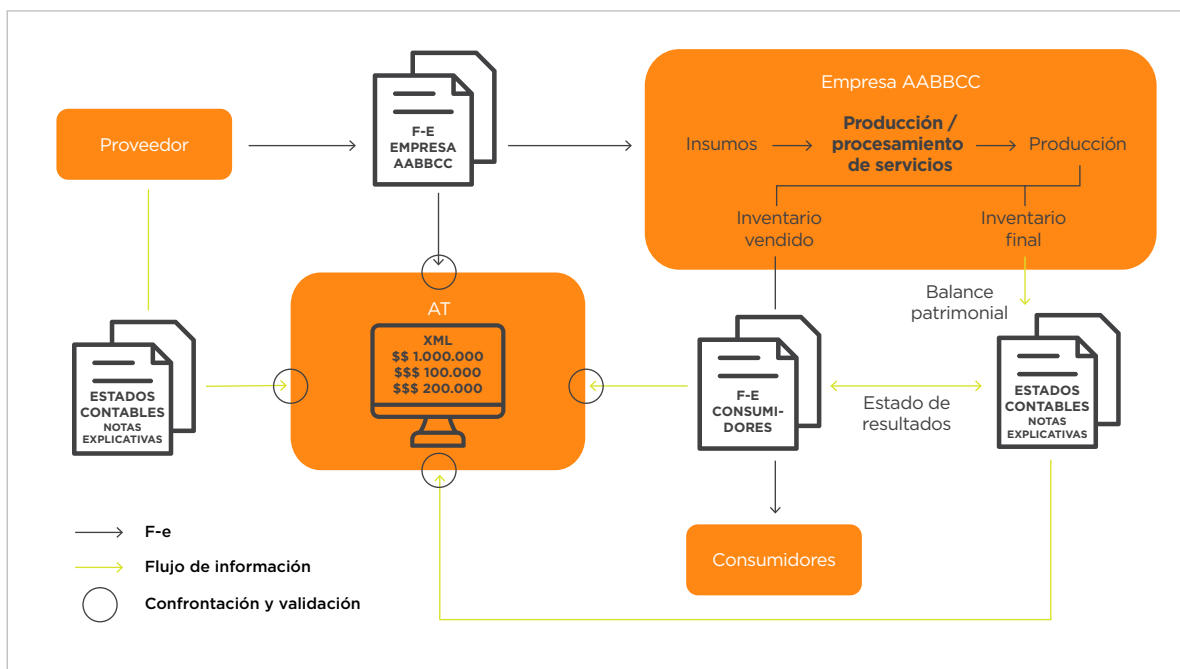 Proveedor
F-E
EMPRESA
AABBCC
Empresa AABBCC
Insumos
Producción /
procesamiento
de servicios
Producción
Inventario
vendido
Inventario
final
Balance
patrimonial
AT
XML
$$ 1.000.000
$$$ 100.000
$$$ 200.000
ESTADOS
CONTABLES
NOTAS
EXPLICATIVAS
F-E
CONSUMI-
DORES
Estado de
resultados
ESTADOS
CONTABLES
NOTAS
EXPLICATIVAS
Consumidores
F-e
Flujo de información
Confrontación y validación